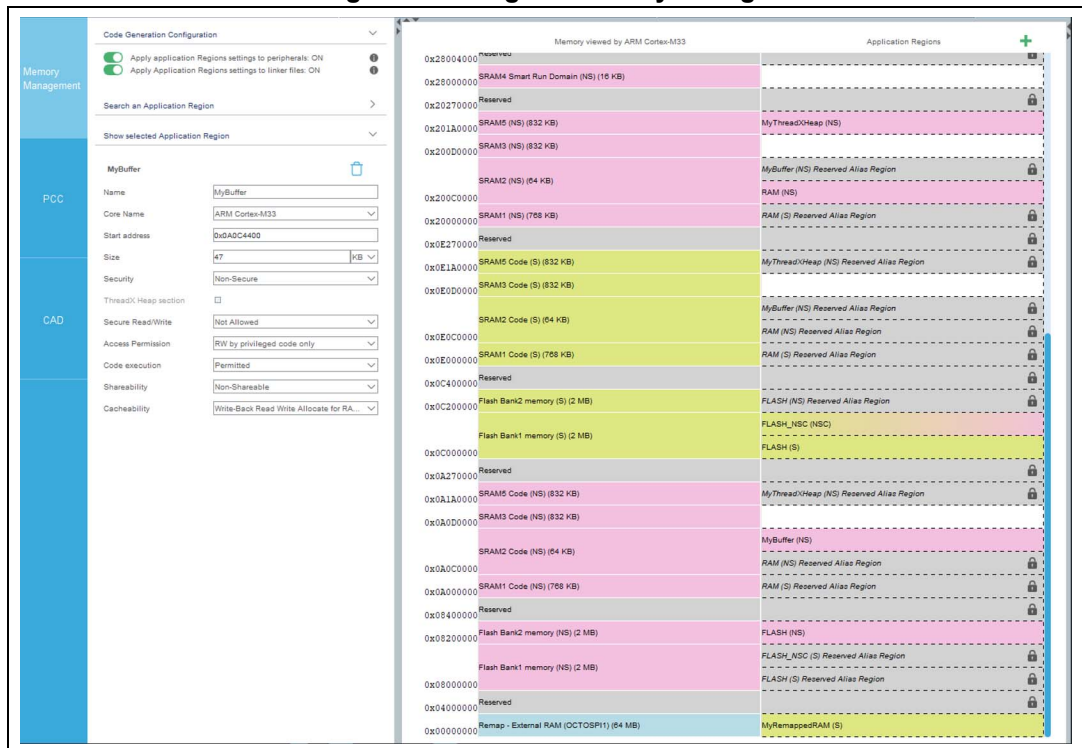 Memory Management
PCC
CAD
Code Generation Configuration
Apply application Regions settings to peripherals: ON
Apply Application Regions settings to linker files: ON
Search an Application Region
Show selected Application Region
MyBuffer
Name MyBuffer
Core Name ARM Cortex-M33
Start address 0x0A0C4400
Size 47 KB
Security Non-Secure
ThreadX Heap section
Secure Read/Write Not Allowed
Access Permission RW by privileged code only
Code execution Permitted
Shareability Non-Shareable
Cacheability Write-Back Read Write Allocate for RA...
Memory viewed by ARM Cortex-M33 Application Regions
0x28004000 Reserved
0x28000000 SRAM4 Smart Run Domain (NS) (16 KB)
0x20270000 Reserved
0x201A0000 SRAM5 (NS) (832 KB) MyThreadXHeap (NS)
0x200D0000 SRAM3 (NS) (832 KB)
MyBuffer (NS) Reserved Alias Region
0x200C0000 SRAM2 (NS) (64 KB) RAM (NS)
0x20000000 SRAM1 (NS) (768 KB) RAM (S) Reserved Alias Region
0x0E270000 Reserved
0x0E1A0000 SRAM5 Code (S) (832 KB) MyThreadXHeap (NS) Reserved Alias Region
0x0E0D0000 SRAM3 Code (S) (832 KB)
MyBuffer (NS) Reserved Alias Region
0x0E0C0000 SRAM2 Code (S) (64 KB) RAM (NS) Reserved Alias Region
0x0E000000 SRAM1 Code (S) (768 KB) RAM (S) Reserved Alias Region
0x0C400000 Reserved
0x0C200000 Flash Bank2 memory (S) (2 MB) FLASH (NS) Reserved Alias Region
FLASH_NSC (NSC)
0x0C000000 Flash Bank1 memory (S) (2 MB) FLASH (S)
0x0A270000 Reserved
0x0A1A0000 SRAM5 Code (NS) (832 KB) MyThreadXHeap (NS) Reserved Alias Region
0x0A0D0000 SRAM3 Code (NS) (832 KB)
MyBuffer (NS)
0x0A0C0000 SRAM2 Code (NS) (64 KB) RAM (NS) Reserved Alias Region
0x0A000000 SRAM1 Code (NS) (768 KB) RAM (S) Reserved Alias Region
0x08400000 Reserved
0x08200000 Flash Bank2 memory (NS) (2 MB) FLASH (NS)
FLASH_NSC (S) Reserved Alias Region
0x08000000 Flash Bank1 memory (NS) (2 MB) FLASH (S) Reserved Alias Region
0x04000000 Reserved
0x00000000 Remap - External RAM (OCTOSPI1) (64 MB) MyRemappedRAM (S)